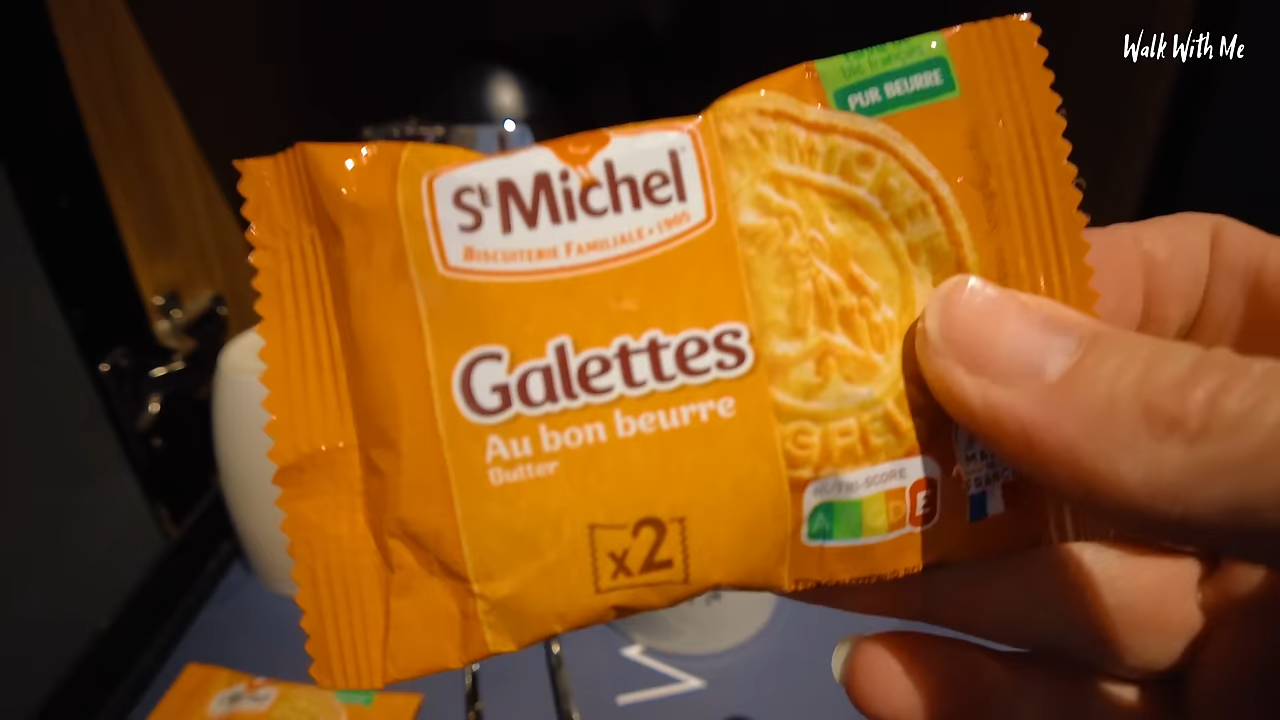 Walk With Me
PUR BEURRE
St Michel
BISCUITERIE FAMILIALE • 1905
Galettes
Au bon beurre
Butter
x2
NUTRI-SCORE
A D E